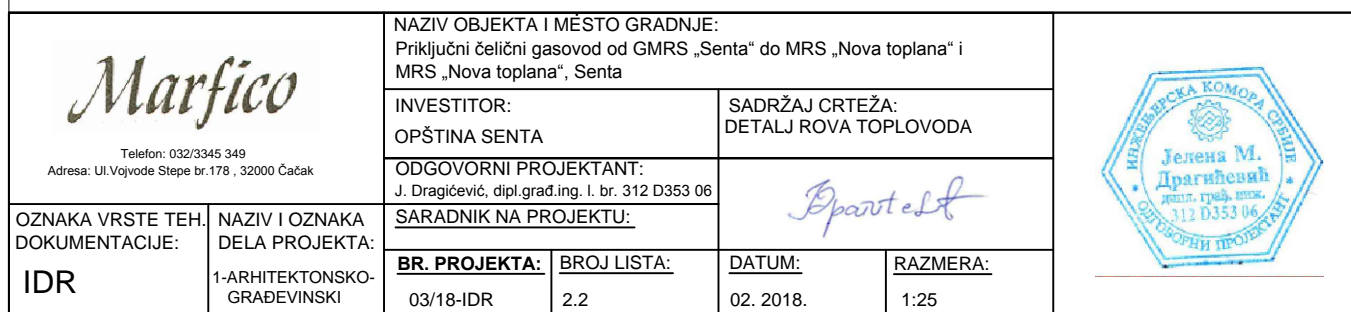 Marfico
Telefon: 032/3345 349
Adresa: Ul.Vojvode Stepe br.178 , 32000 Čačak
OZNAKA VRSTE TEH.
DOKUMENTACIJE:
IDR
NAZIV I OZNAKA
DELA PROJEKTA:
1-ARHITEKTONSKO-
GRAĐEVINSKI
NAZIV OBJEKTA I MESTO GRADNJE:
Priključni čelični gasovod od GMRS „Senta“ do MRS „Nova toplana“ i
MRS „Nova toplana“, Senta
INVESTITOR:
OPŠTINA SENTA
SADRŽAJ CRTEŽA:
DETALJ ROVA TOPLOVODA
ODGOVORNI PROJEKTANT:
J. Dragićević, dipl.građ.ing. l. br. 312 D353 06
SARADNIK NA PROJEKTU:
BR. PROJEKTA:
03/18-IDR
BROJ LISTA:
2.2
DATUM:
02. 2018.
RAZMERA:
1:25
ИНЖЕЊЕРСКА КОМОРА СРБИЈЕ
Јелена М.
Драгићевић
дипл. грађ. инж.
312 D353 06
ОДГОВОРНИ ПРОЈЕКТАНТ